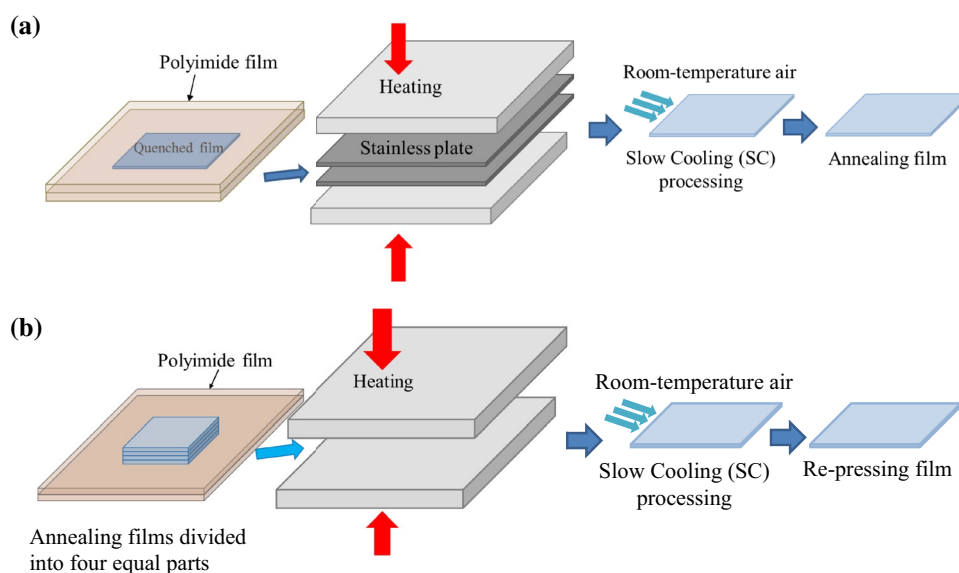 (a)
Polyimide film
Quenched film
Heating
Stainless plate
Room-temperature air
Slow Cooling (SC)
processing
Annealing film
(b)
Polyimide film
Heating
Room-temperature air
Slow Cooling (SC)
processing
Re-pressing film
Annealing films divided
into four equal parts